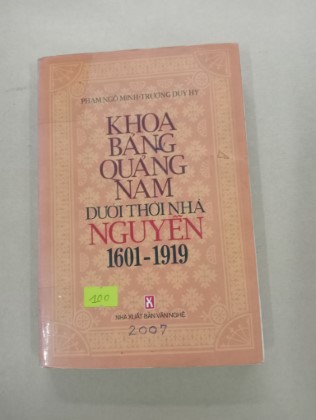 PHẠM NGÔ MINH-TRƯƠNG DUY HY
KHOA
BẢNG
QUẢNG
NAM
DƯỚI THỜI NHÀ
NGUYỄN
1601-1919
100
NHÀ XUẤT BẢN VĂN NGHỆ
2007